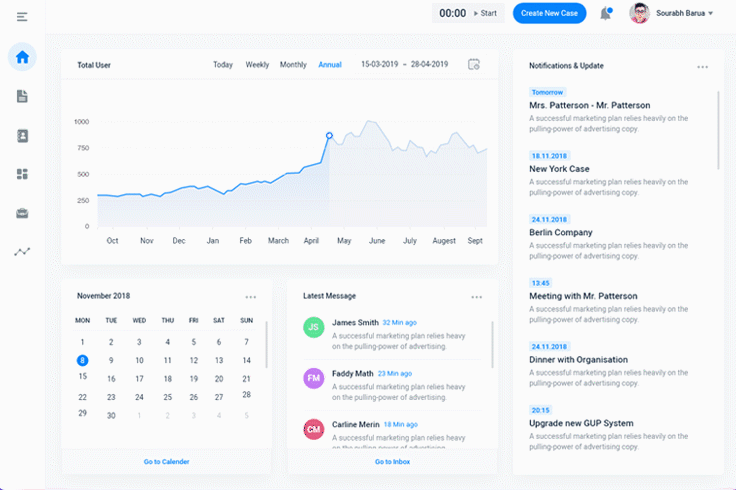 00:00 Start
Create New Case
Sourabh Barua
Total User
Today Weekly Monthly Annual
15-03-2019 – 28-04-2019
1000
750
500
250
0
Oct Nov Dec Jan Feb March April May June July Augest Sept
November 2018
MON TUE WED THU FRI SAT SUN
1 2 3 4 5 6 7
8 9 10 11 12 13 14
15 16 17 18 19 20 21
22 23 24 25 26 27 28
29 30 1 2 3 4 5
Go to Calender
Latest Message
JS
James Smith 32 Min ago
A successful marketing plan relies heavy
on the pulling-power of advertising.
FM
Faddy Math 23 Min ago
A successful marketing plan relies heavy
on the pulling-power of advertising.
CM
Carline Merin 18 Min ago
A successful marketing plan relies heavy
on the pulling-power of advertising
Go to Inbox
Notifications & Update
Tomorrow
Mrs. Patterson - Mr. Patterson
A successful marketing plan relies heavily on the
pulling-power of advertising copy.
18.11.2018
New York Case
A successful marketing plan relies heavily on the
pulling-power of advertising copy.
24.11.2018
Berlin Company
A successful marketing plan relies heavily on the
pulling-power of advertising copy.
13:45
Meeting with Mr. Patterson
A successful marketing plan relies heavily on the
pulling-power of advertising copy.
24.11.2018
Dinner with Organisation
A successful marketing plan relies heavily on the
pulling-power of advertising copy.
20:15
Upgrade new GUP System
A successful marketing plan relies heavily on the
pulling-power of advertising copy.